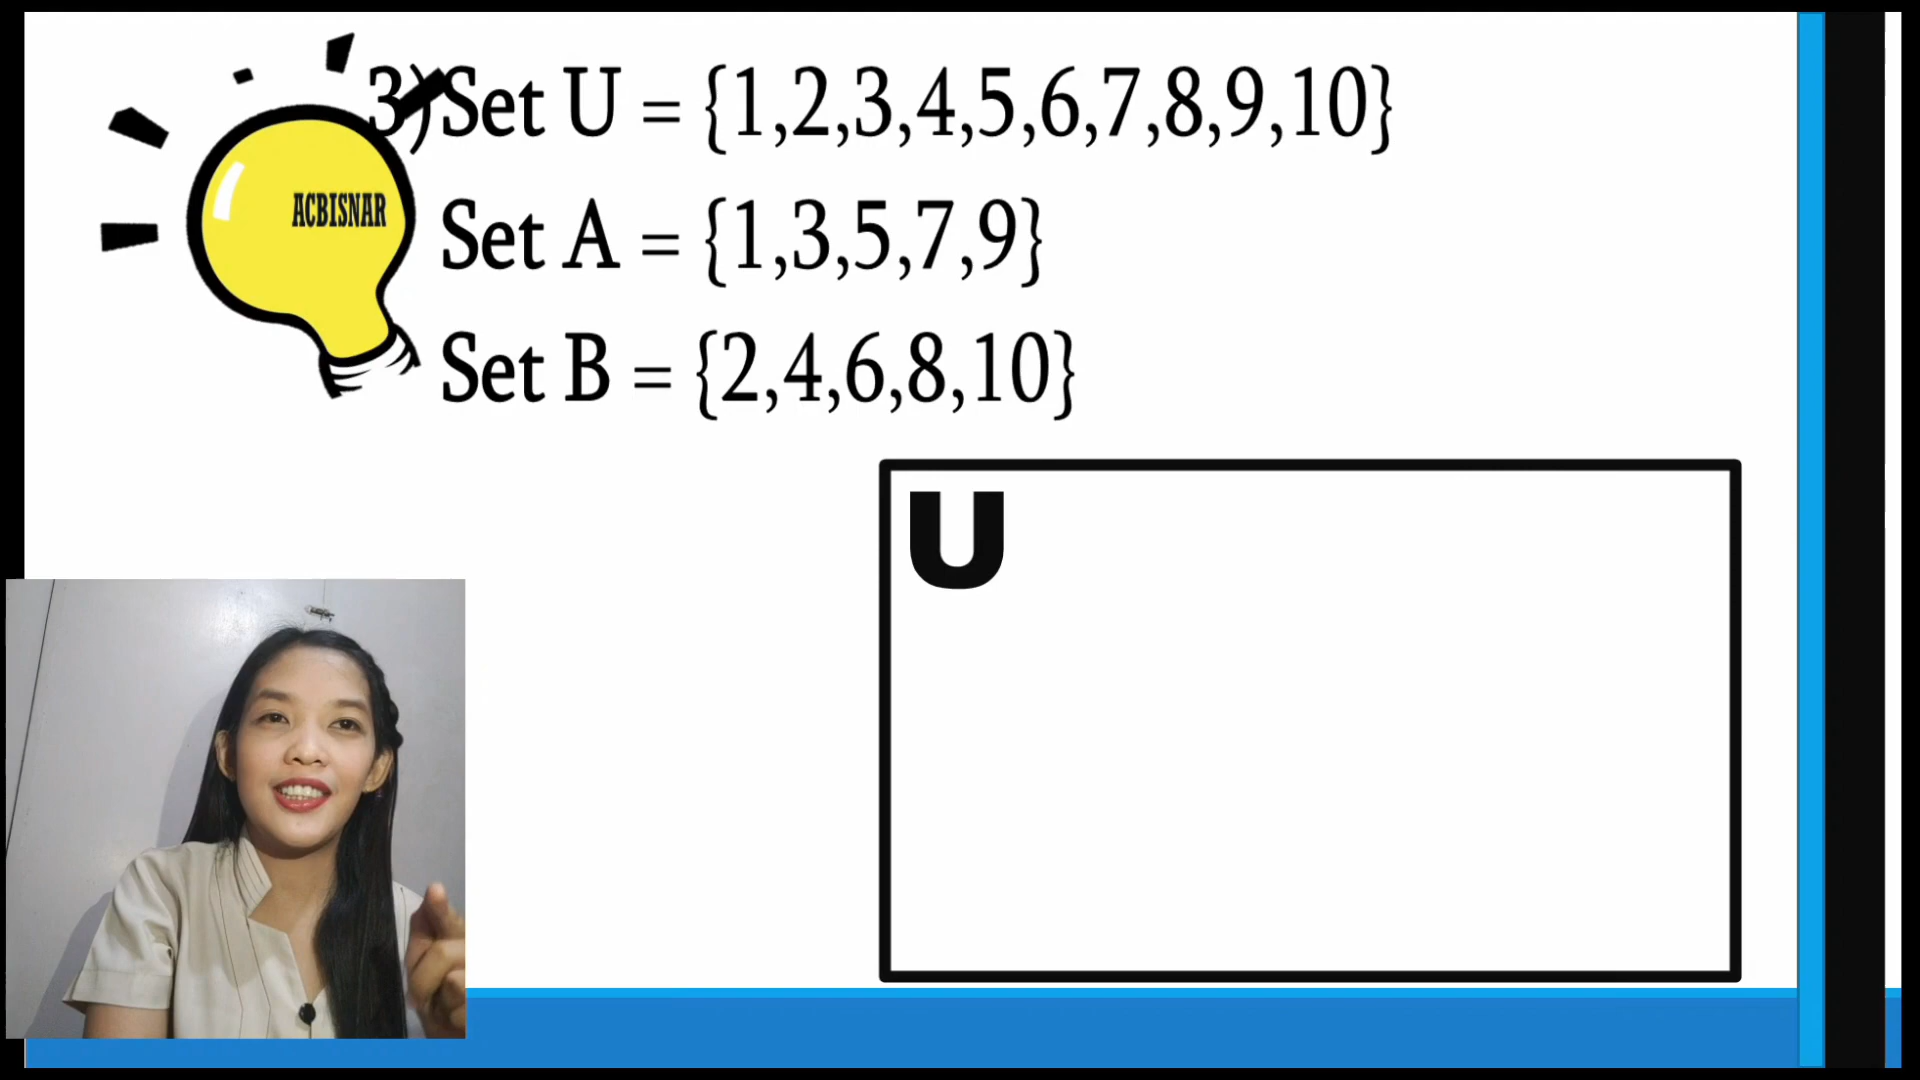 3)Set U = {1,2,3,4,5,6,7,8,9,10}
ACBISNAR
Set A = {1,3,5,7,9}
Set B = {2,4,6,8,10}
U